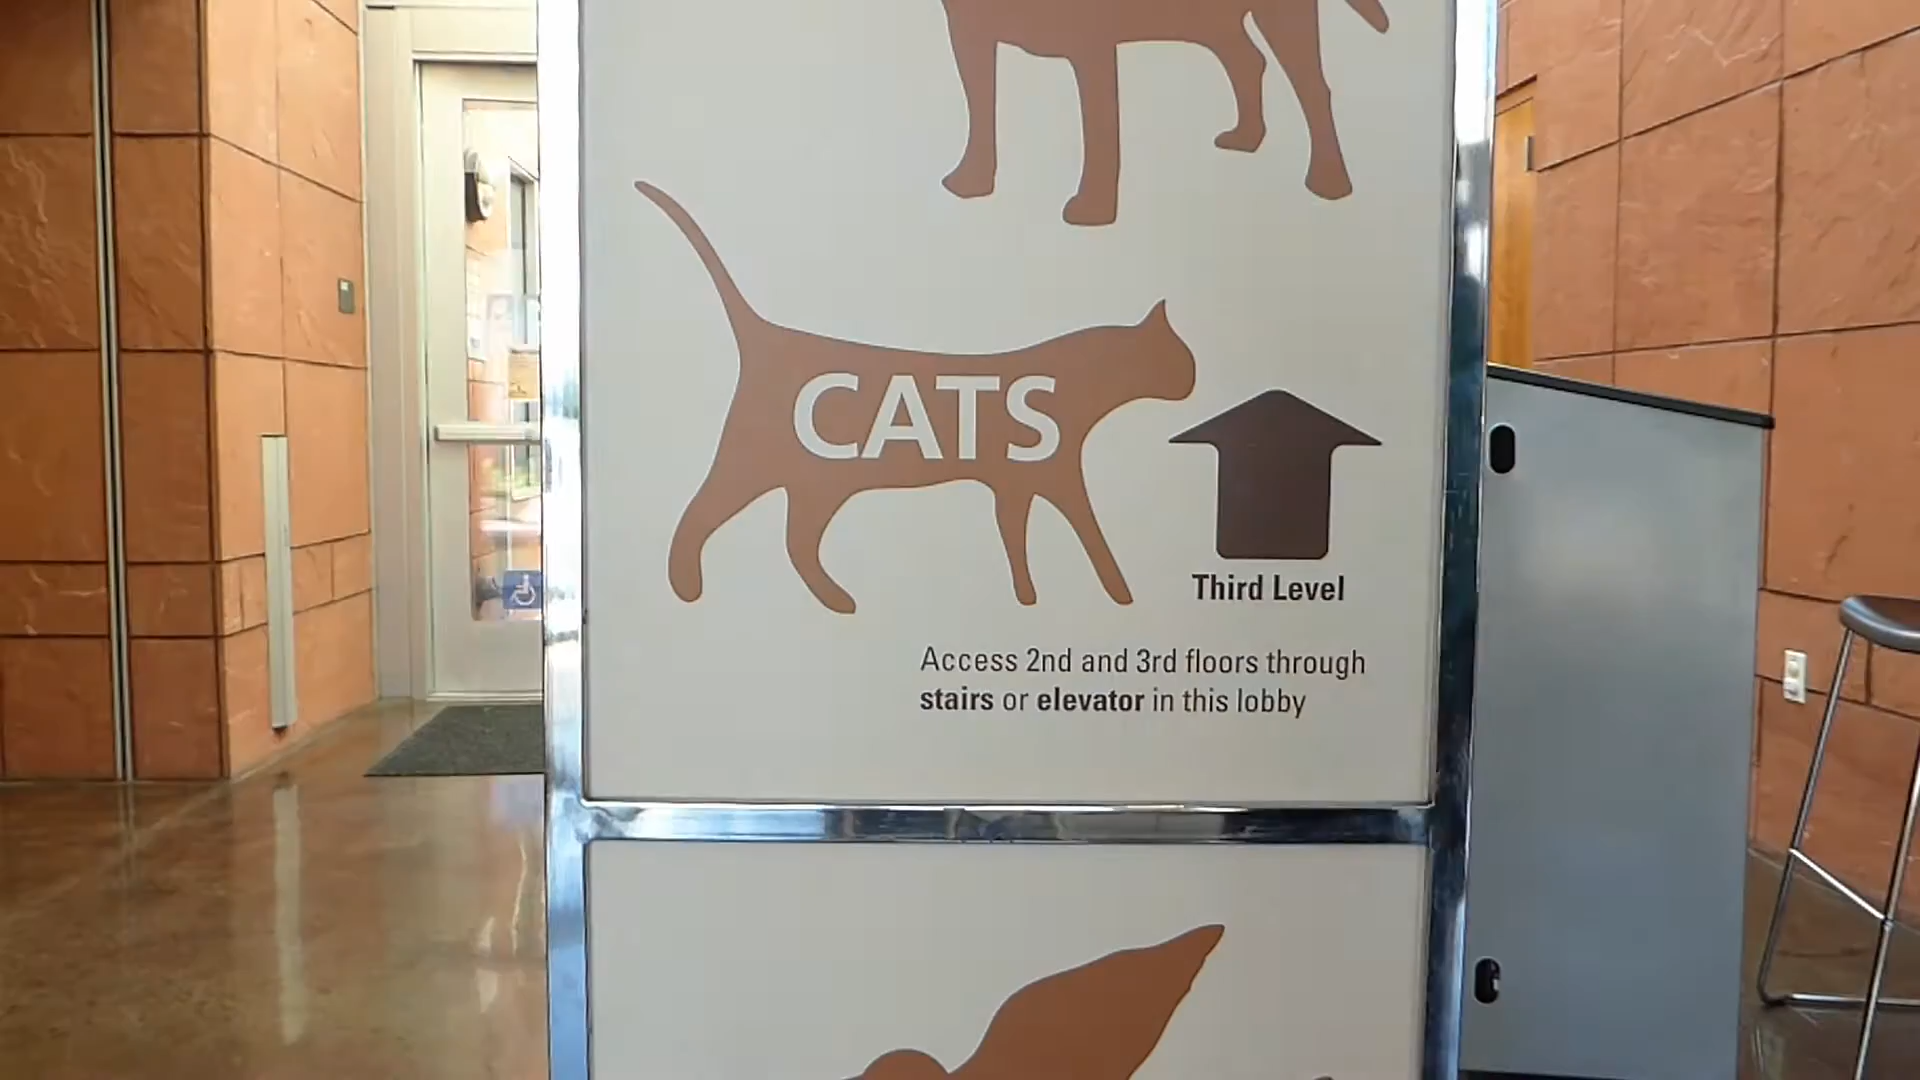 CATS
Third Level
Access 2nd and 3rd floors through
stairs or elevator in this lobby